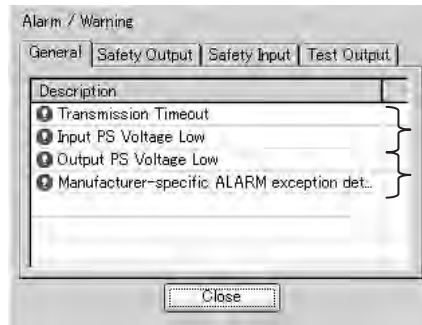 Alarm / Warning
General Safety Output Safety Input Test Output
Description
Transmission Timeout
Input PS Voltage Low
Output PS Voltage Low
Manufacturer-specific ALARM exception det...
Close